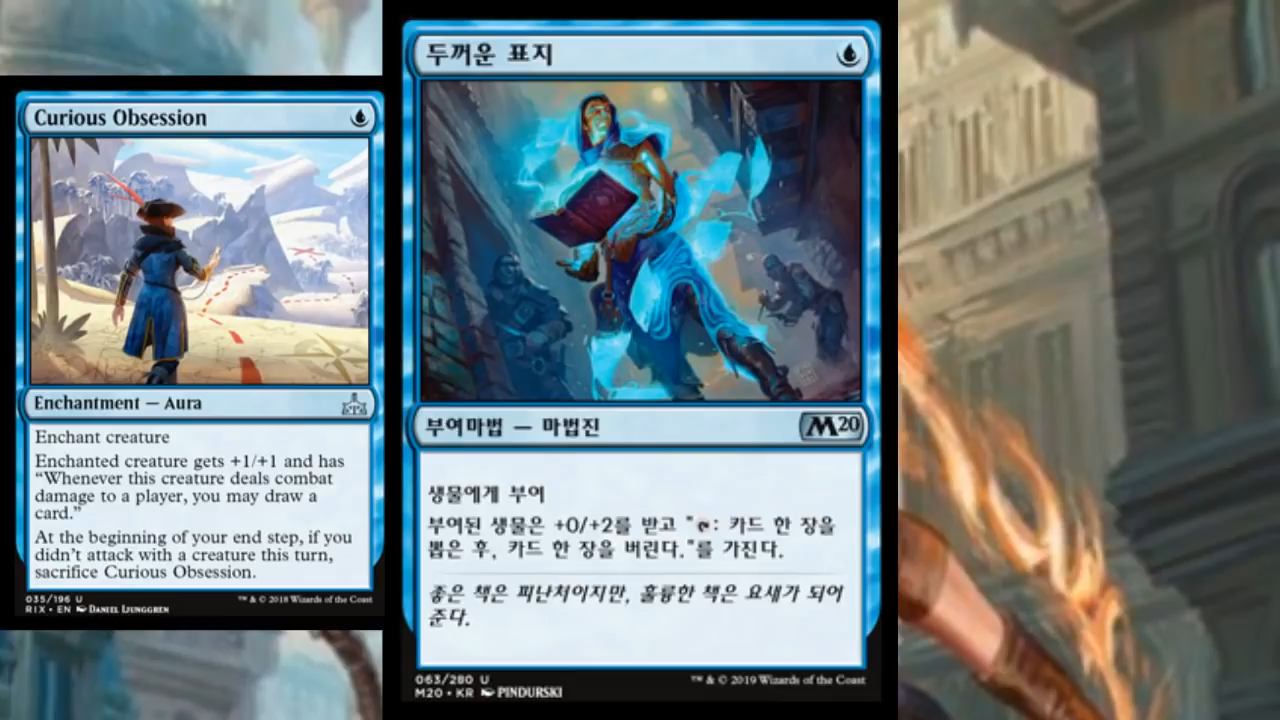 Curious Obsession
Enchantment — Aura
Enchant creature
Enchanted creature gets +1/+1 and has
“Whenever this creature deals combat
damage to a player, you may draw a
card.”
At the beginning of your end step, if you
didn’t attack with a creature this turn,
sacrifice Curious Obsession.
035/196 U
RIX • EN DANIEL LJUNGGREN
™ & © 2018 Wizards of the Coast
두꺼운 표지
부여마법 — 마법진
M20
생물에게 부여
부여된 생물은 +0/+2를 받고 ": 카드 한 장을
뽑은 후, 카드 한 장을 버린다."를 가진다.
좋은 책은 피난처이지만, 훌륭한 책은 요새가 되어
준다.
063/280 U
M20 • KR PINDURSKI
™ & © 2019 Wizards of the Coast